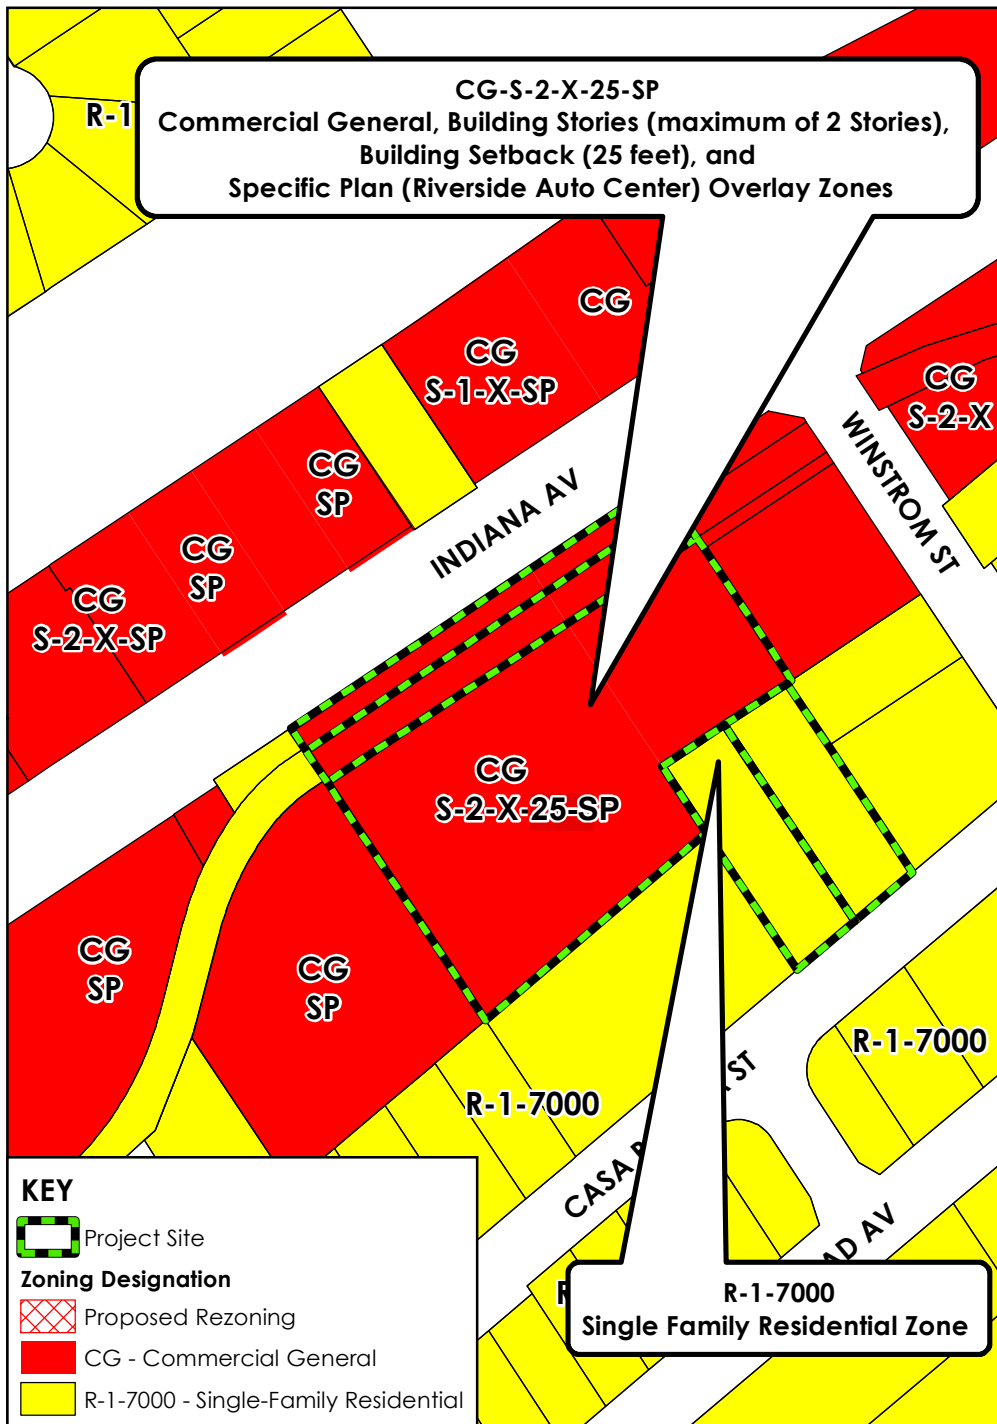 R-1
CG-S-2-X-25-SP
Commercial General, Building Stories (maximum of 2 Stories),
Building Setback (25 feet), and
Specific Plan (Riverside Auto Center) Overlay Zones
CG
CG
S-1-X-SP
CG
S-2-X
WINSTROM ST
CG
SP
INDIANA AV
CG
SP
CG
S-2-X-SP
CG
S-2-X-25-SP
CG
SP
CG
SP
R-1-7000
R-1-7000
CASA
ST
AV
R-1-7000
Single Family Residential Zone
KEY
Project Site
Zoning Designation
Proposed Rezoning
CG - Commercial General
R-1-7000 - Single-Family Residential